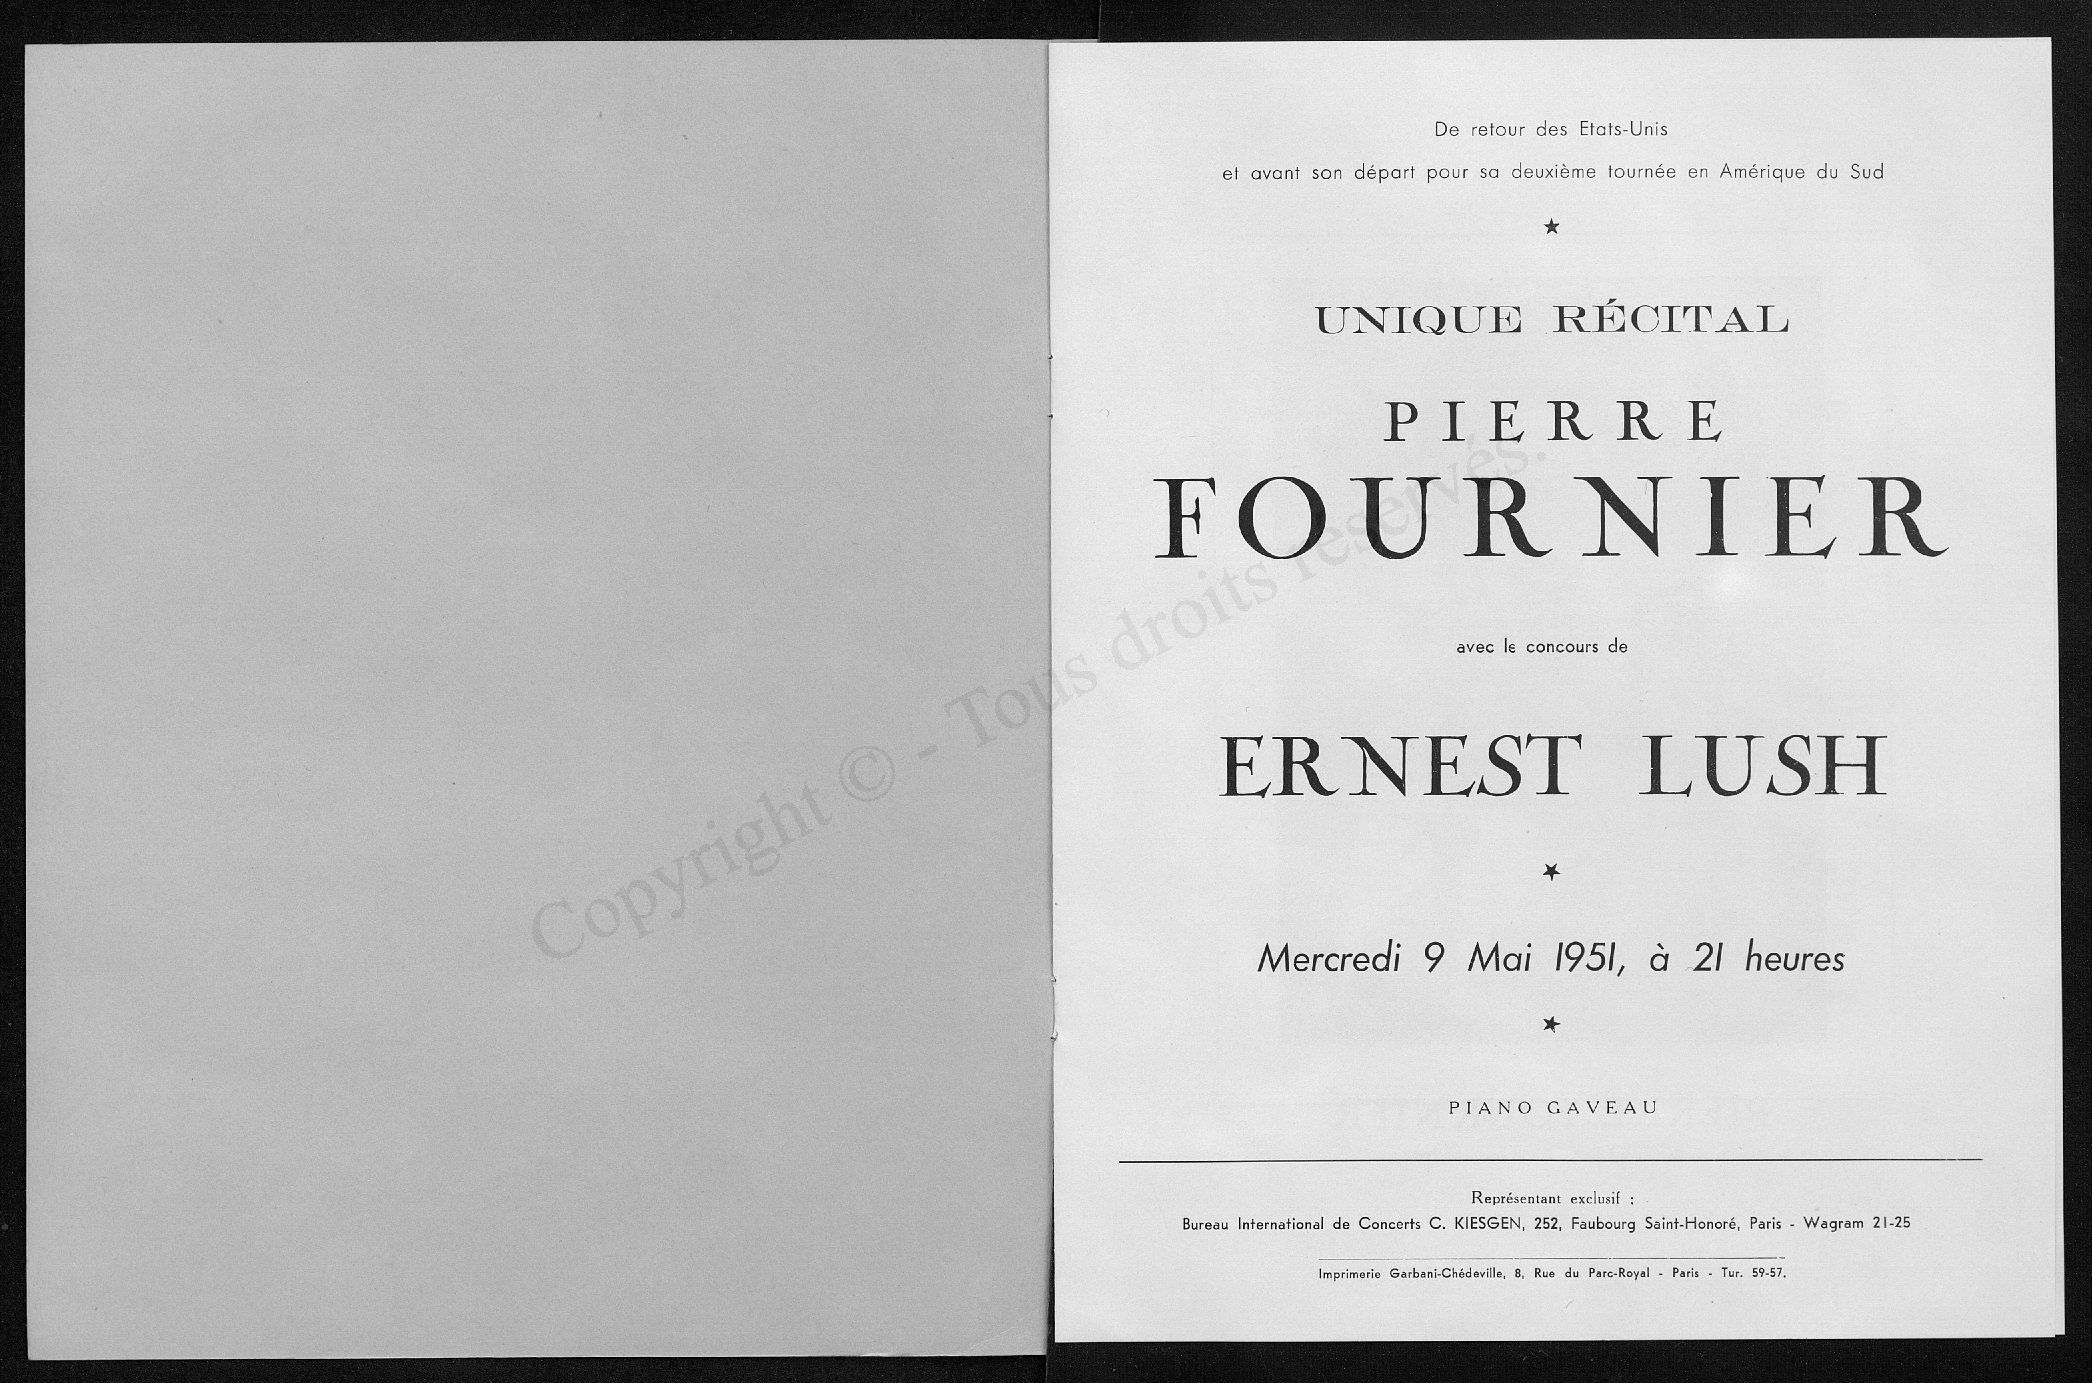 De retour des Etats-Unis
et avant son départ pour sa deuxième tournée en Amérique du Sud
★
UNIQUE RÉCITAL
PIERRE
FOURNIER
avec le concours de
ERNEST LUSH
★
Mercredi 9 Mai 1951, à 21 heures
★
PIANO GAVEAU
Représentant exclusif :
Bureau International de Concerts C. KIESGEN, 252, Faubourg Saint-Honoré, Paris - Wagram 21-25
Imprimerie Garbani-Chédeville, 8, Rue du Parc-Royal - Paris - Tur. 59-57.
Copyright © - Tous droits reservés.